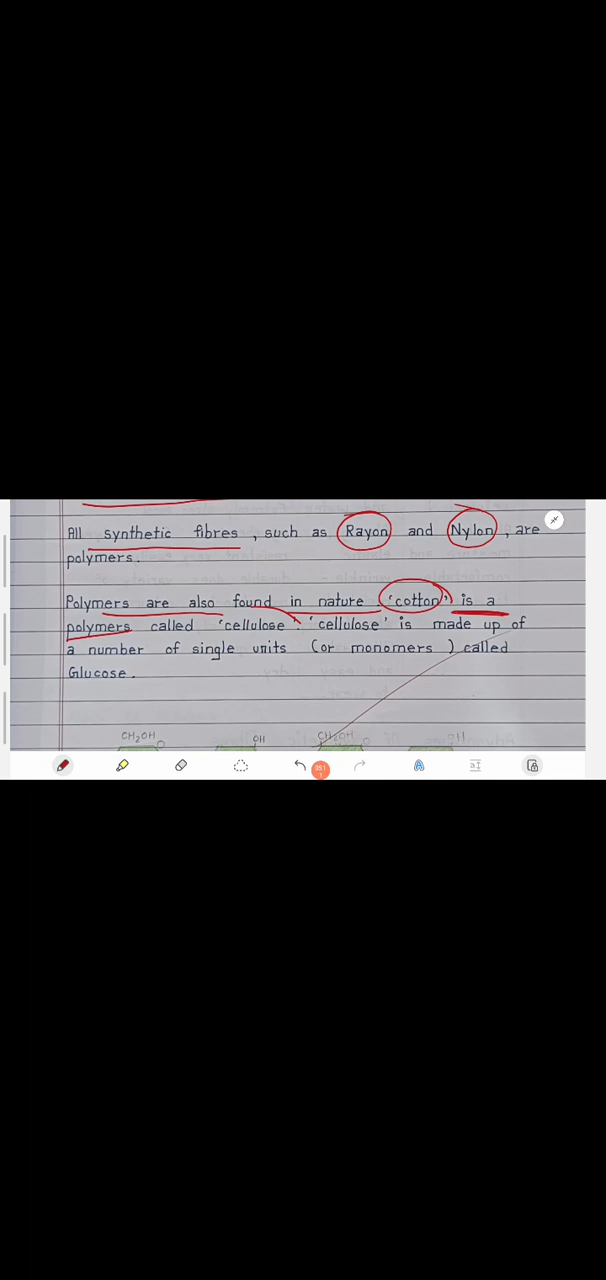 All synthetic fibres, such as Rayon and Nylon, are
polymers.
Polymers are also found in nature. 'cotton' is a
polymers called 'cellulose'. 'cellulose' is made up of
a number of single units (or monomers) called
Glucose.
CH2OH OH CH2OH OH